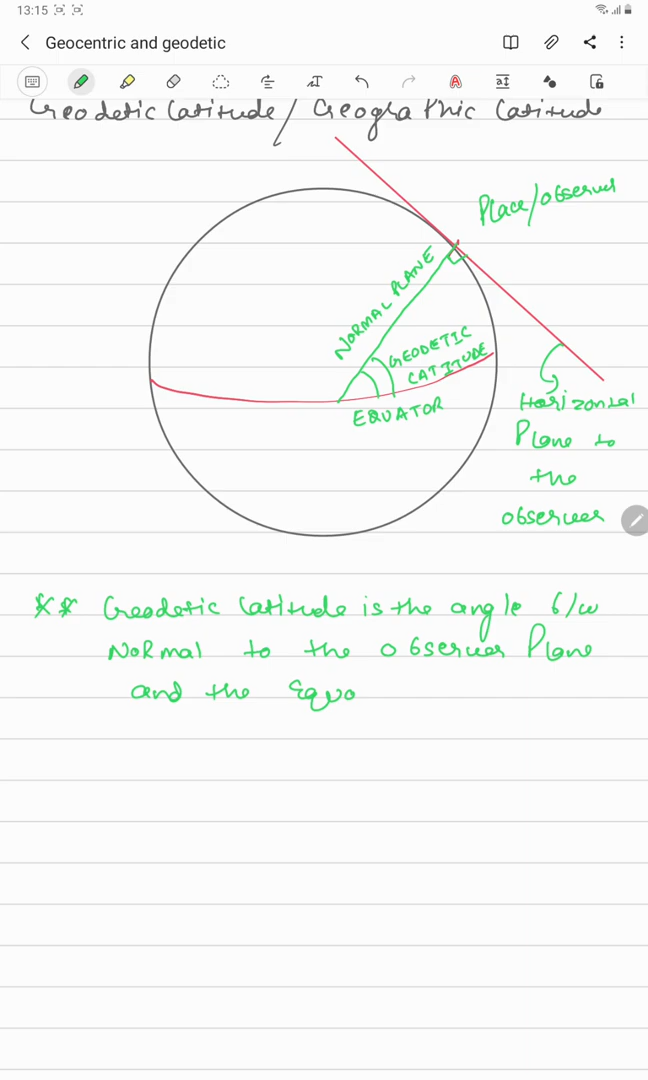 13:15
Geocentric and geodetic
Geodetic Latitude / Geographic Latitude
Place/observer
NORMAL PLANE
GEODETIC
LATITUDE
EQUATOR
Horizontal
Plane to
the
observer
** Geodetic Latitude is the angle b/w
Normal to the observer Plane
and the Equa